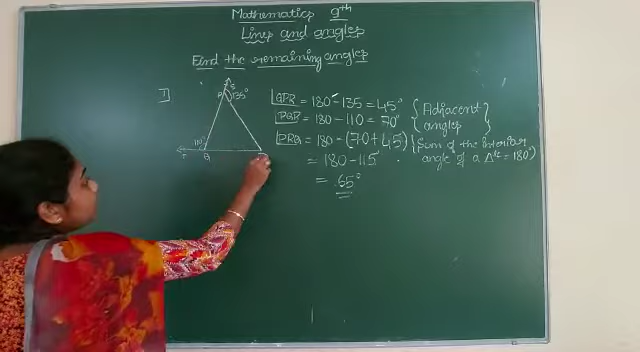 Mathematics 9th
Lines and angles
Find the remaining angles
1)
S
P 135°
110°
T Q
∠QPR = 180 - 135 = 45°
∠PQR = 180 - 110 = 70°
{Adjacent angles}
∠PRQ = 180 - (70 + 45) {Sum of the interior angle of a Δle = 180°)
= 180 - 115
= 65°